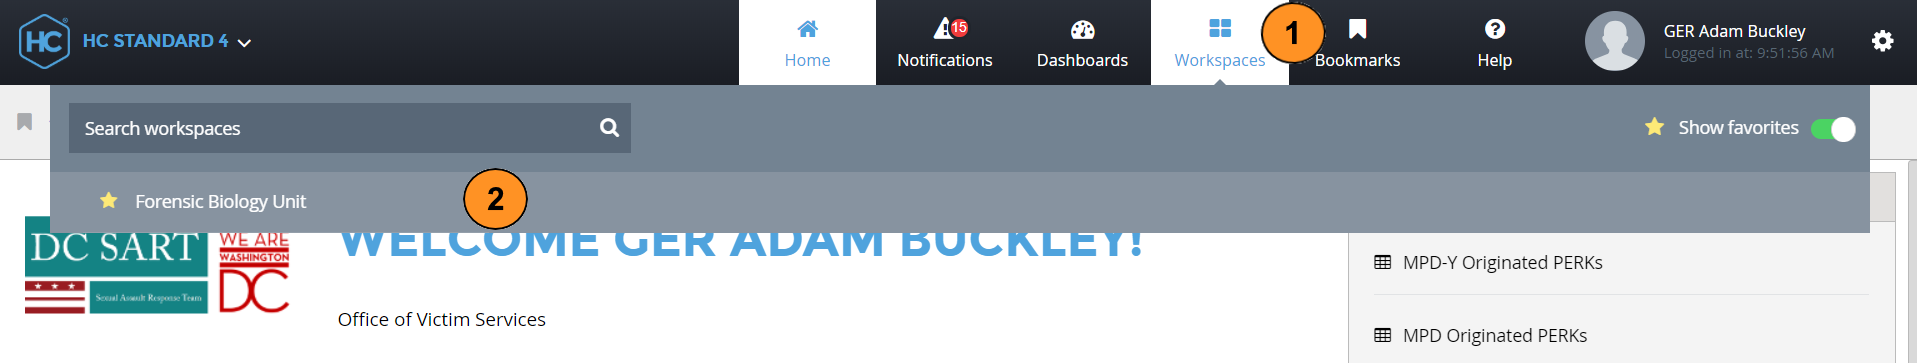 HC HC STANDARD 4
Home
15
Notifications
Dashboards
Workspaces
1
Bookmarks
Help
GER Adam Buckley
Logged in at: 9:51:56 AM
Search workspaces
Show favorites
Forensic Biology Unit
2
DC SART
Sexual Assault Response Team
WE ARE
WASHINGTON
DC
WELCOME GER ADAM BUCKLEY!
Office of Victim Services
MPD-Y Originated PERKs
MPD Originated PERKs